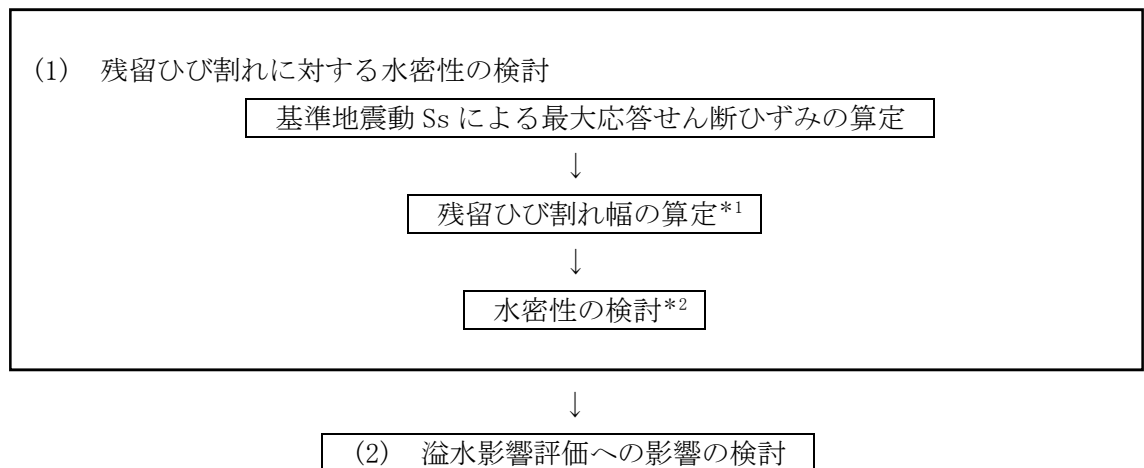 (1) 残留ひび割れに対する水密性の検討
基準地震動 Ss による最大応答せん断ひずみの算定
↓
残留ひび割れ幅の算定*1
↓
水密性の検討*2
↓
(2) 溢水影響評価への影響の検討